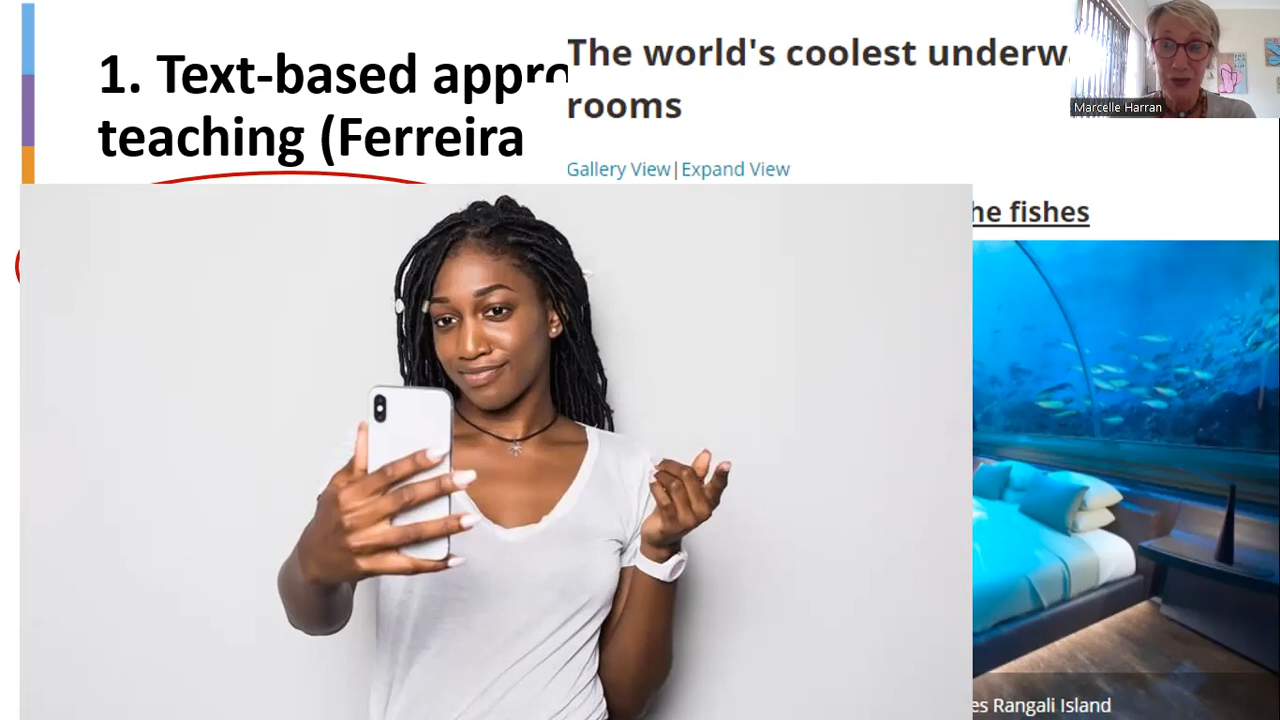 1. Text-based appro
teaching (Ferreira
The world's coolest underwa
rooms
Gallery View|Expand View
he fishes
es Rangali Island
Marcelle Harran